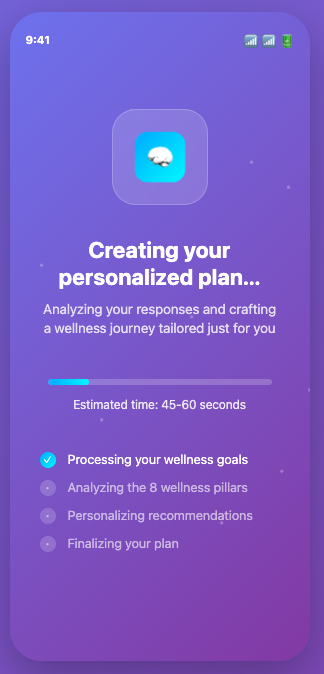 9:41
Creating your
personalized plan...
Analyzing your responses and crafting
a wellness journey tailored just for you
Estimated time: 45-60 seconds
Processing your wellness goals
Analyzing the 8 wellness pillars
Personalizing recommendations
Finalizing your plan